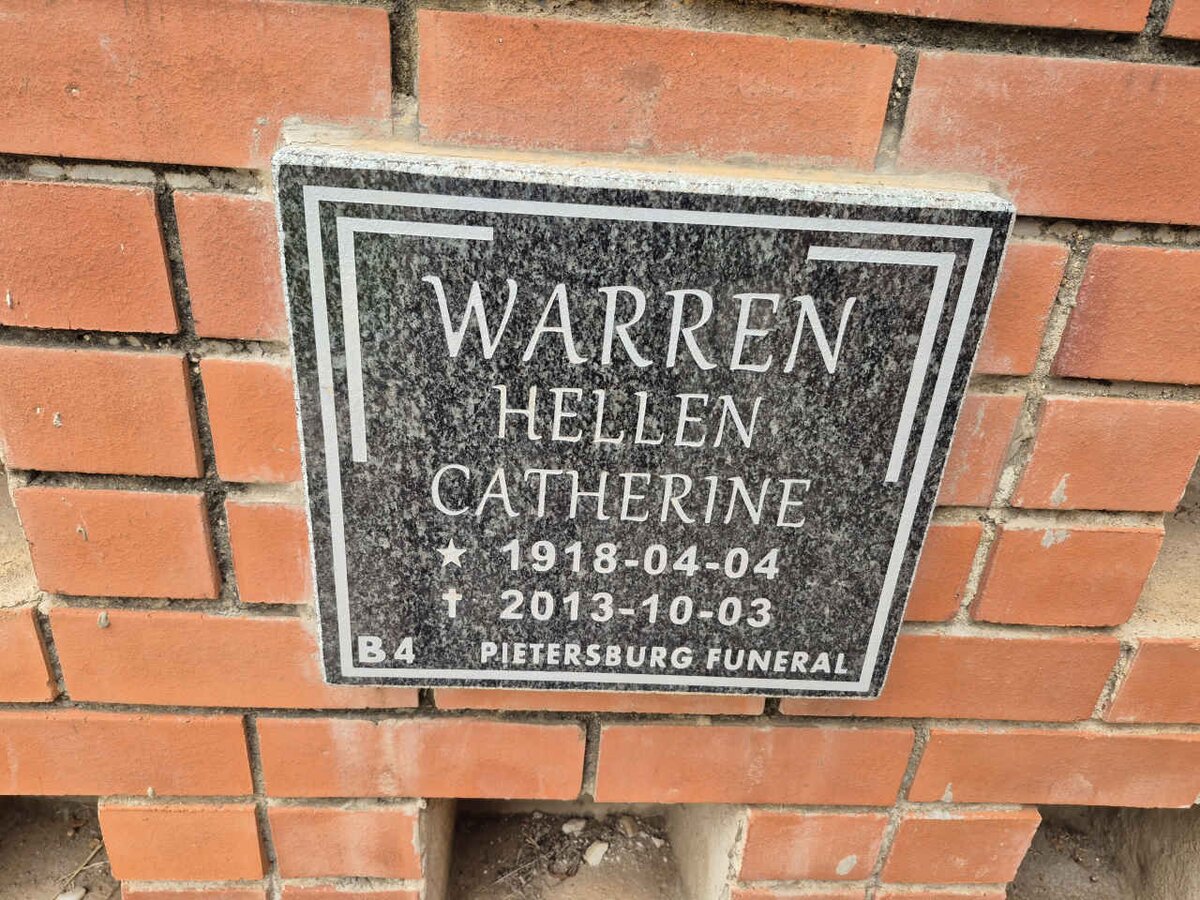 WARREN
HELLEN
CATHERINE
★ 1918-04-04
✝ 2013-10-03
B4 PIETERSBURG FUNERAL